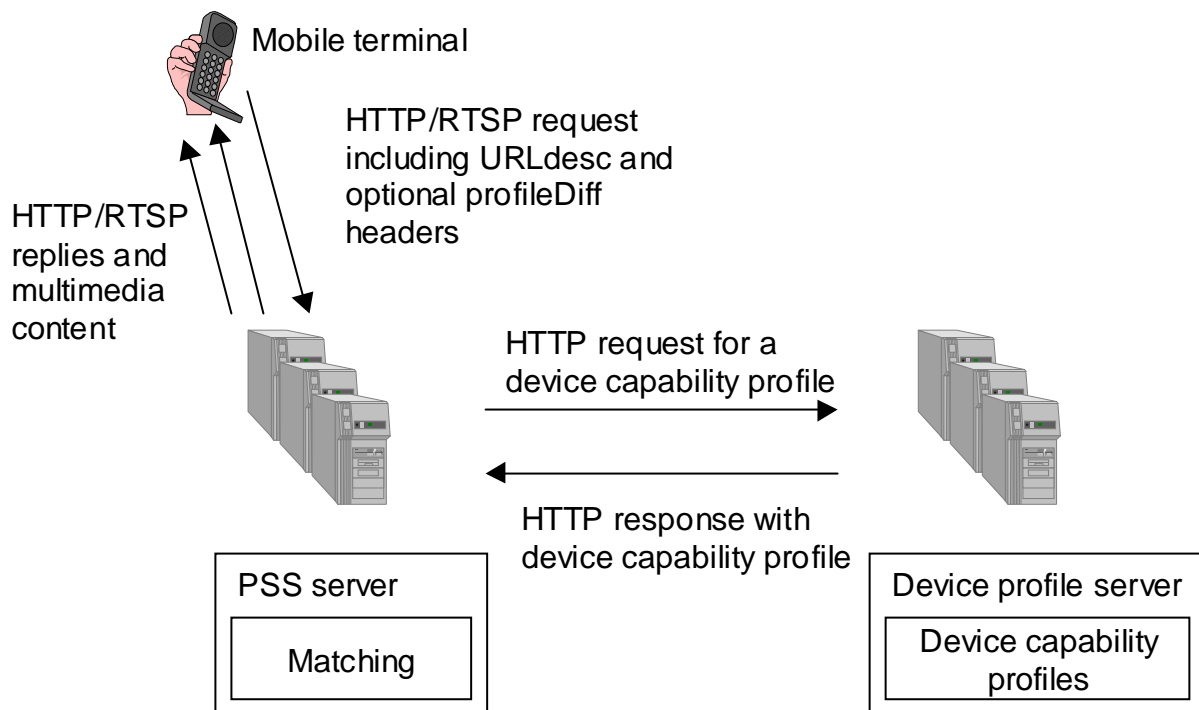 Mobile terminal
HTTP/RTSP request
including URLdesc and
optional profileDiff
headers
HTTP/RTSP
replies and
multimedia
content
HTTP request for a
device capability profile
HTTP response with
device capability profile
PSS server
Matching
Device profile server
Device capability
profiles